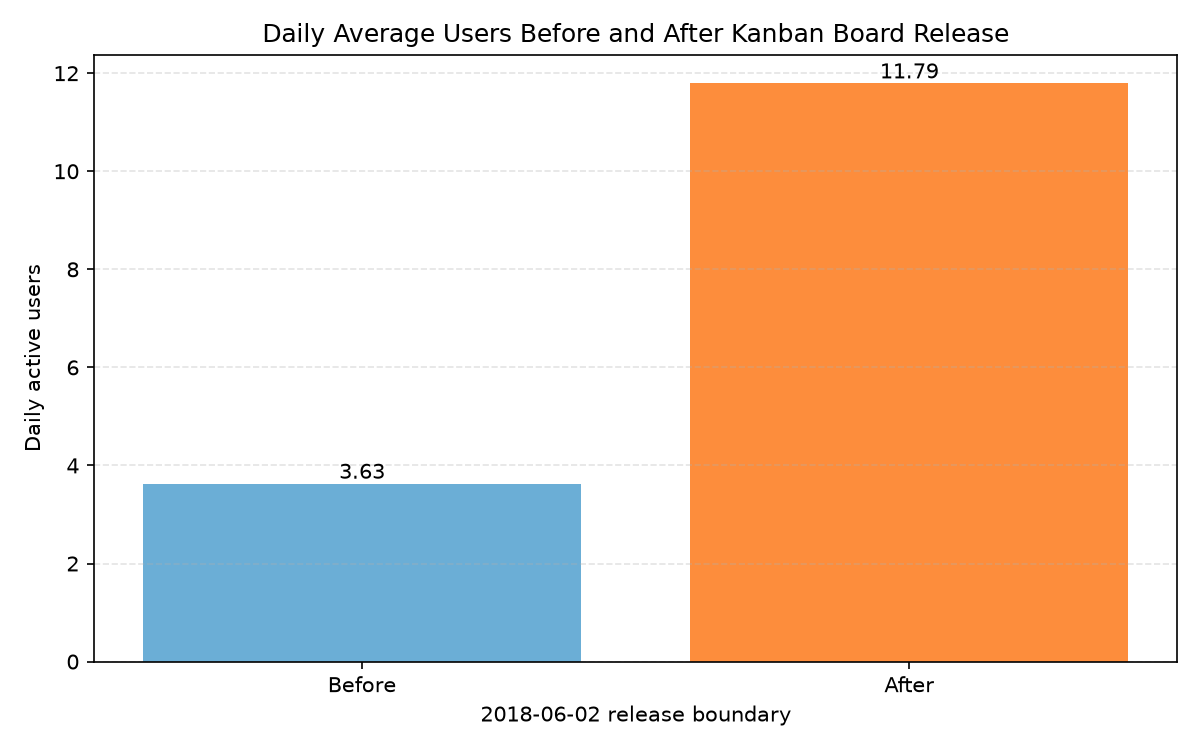 Daily Average Users Before and After Kanban Board Release
Daily active users
12
10
8
6
4
2
0
3.63
11.79
Before
After
2018-06-02 release boundary